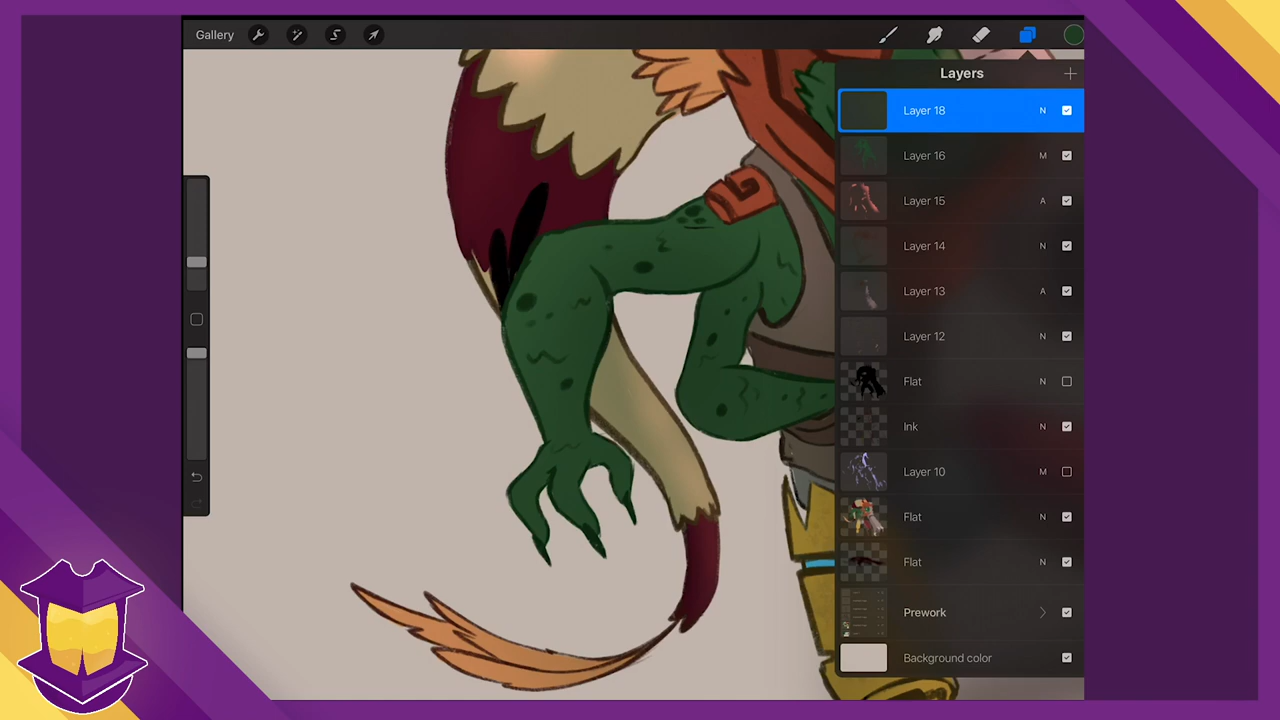 Gallery
Layers
Layer 18 N
Layer 16 M
Layer 15 A
Layer 14 N
Layer 13 A
Layer 12 N
Flat N
Ink N
Layer 10 M
Flat N
Flat N
Prework
Background color